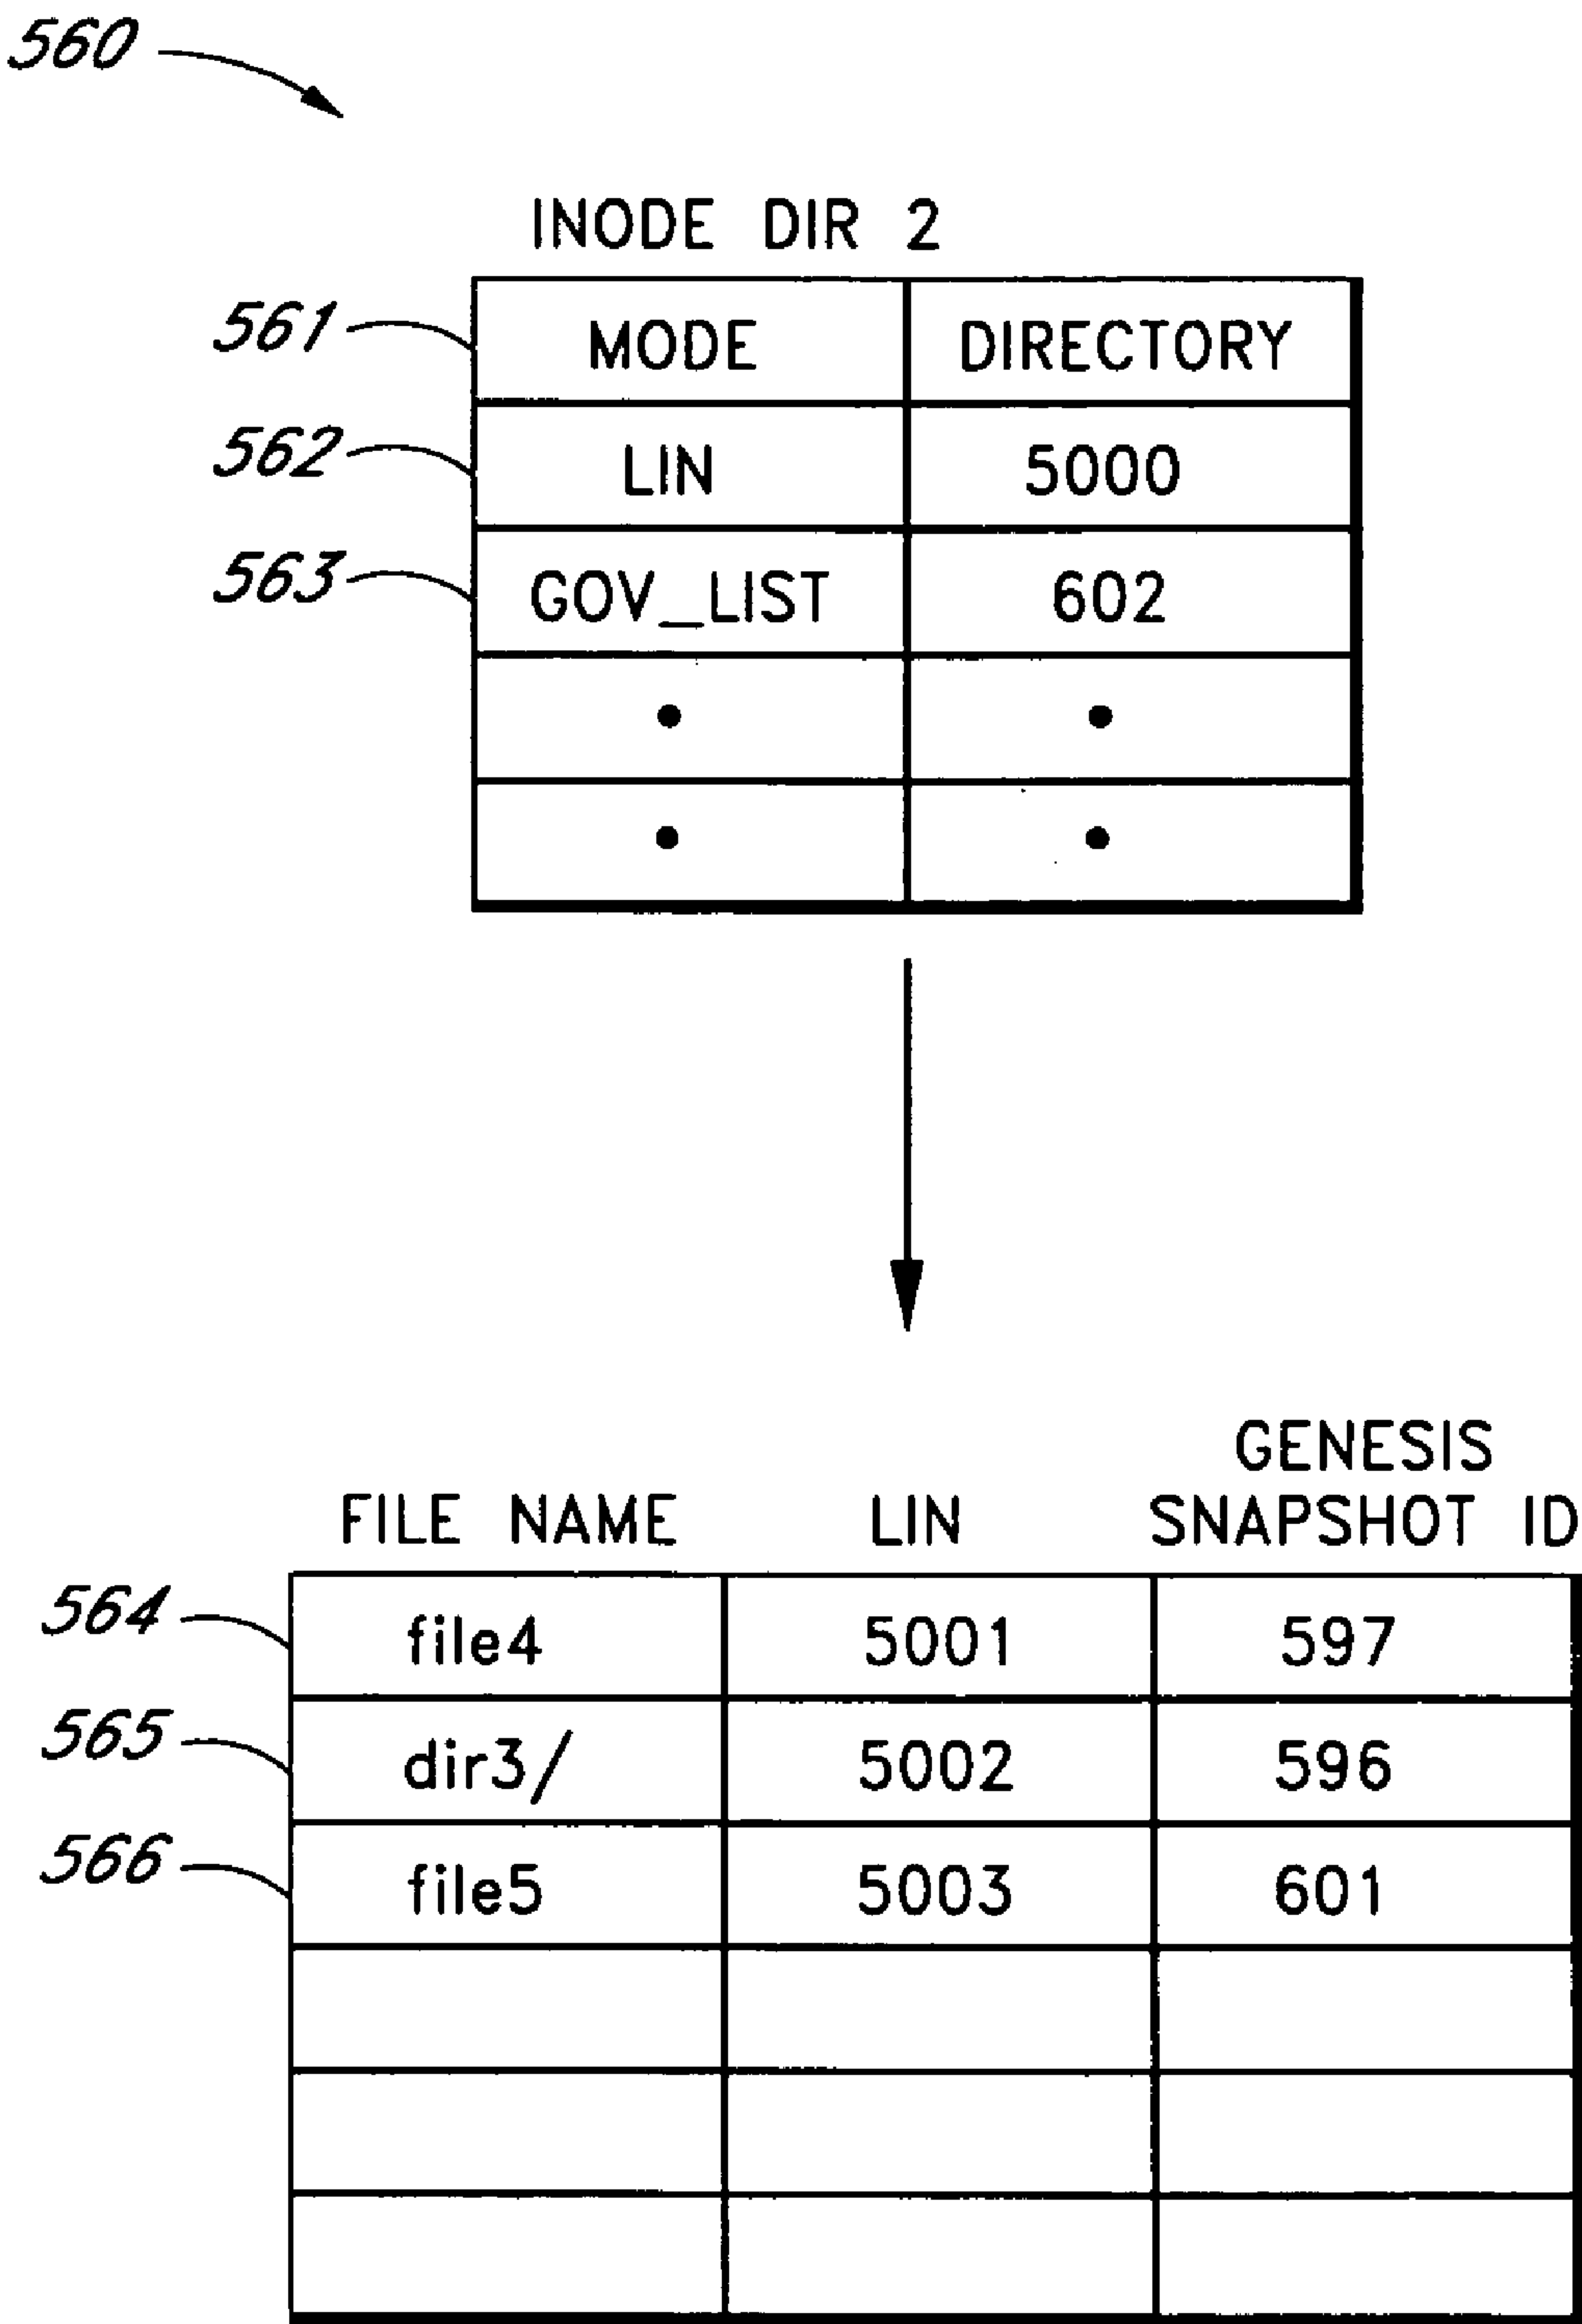 560
INODE DIR 2
561 MODE DIRECTORY
562 LIN 5000
563 GOV_LIST 602
GENESIS
FILE NAME LIN SNAPSHOT ID
564 file4 5001 597
565 dir3/ 5002 596
566 file5 5003 601